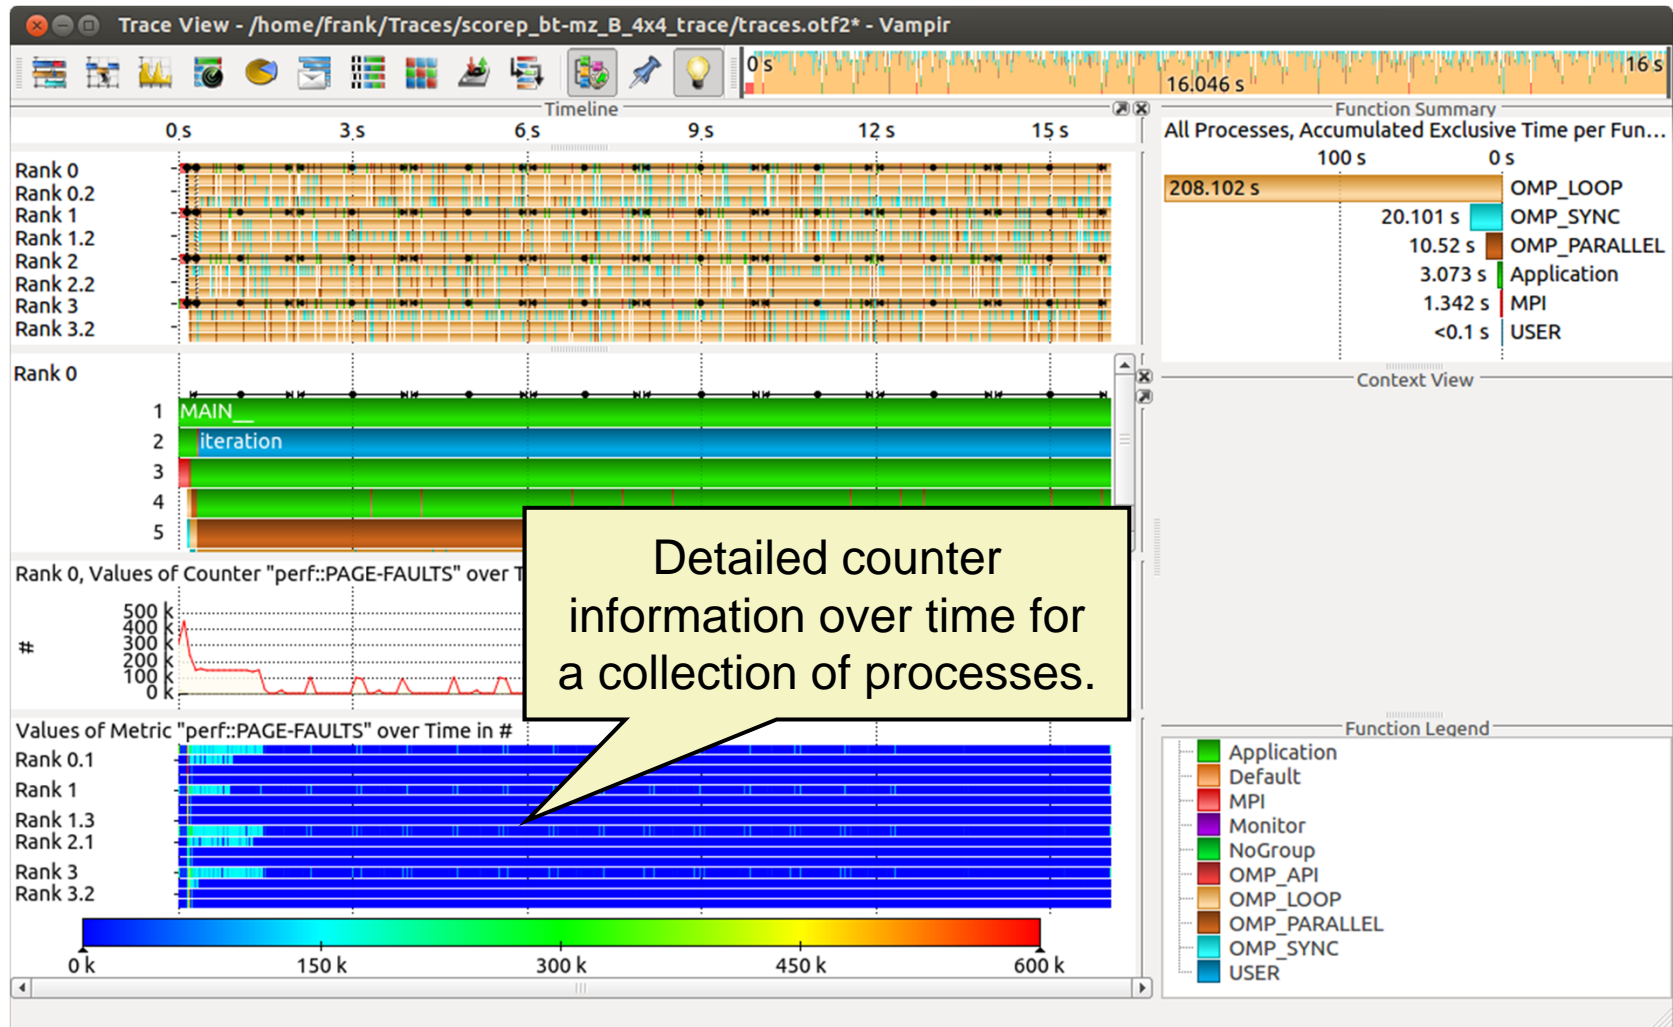 Trace View - /home/frank/Traces/scorep_bt-mz_B_4x4_trace/traces.otf2* - Vampir
0 s
16 s
16.046 s
Timeline
0 s 3 s 6 s 9 s 12 s 15 s
Rank 0
Rank 0.2
Rank 1
Rank 1.2
Rank 2
Rank 2.2
Rank 3
Rank 3.2
Rank 0
1 MAIN__
2 iteration
3
4
5
Rank 0, Values of Counter "perf::PAGE-FAULTS" over T
500 k
400 k
300 k
200 k
100 k
0 k
#
Detailed counter
information over time for
a collection of processes.
Values of Metric "perf::PAGE-FAULTS" over Time in #
Rank 0.1
Rank 1
Rank 1.3
Rank 2.1
Rank 3
Rank 3.2
0 k 150 k 300 k 450 k 600 k
Function Summary
All Processes, Accumulated Exclusive Time per Fun...
100 s 0 s
208.102 s OMP_LOOP
20.101 s OMP_SYNC
10.52 s OMP_PARALLEL
3.073 s Application
1.342 s MPI
<0.1 s USER
Context View
Function Legend
Application
Default
MPI
Monitor
NoGroup
OMP_API
OMP_LOOP
OMP_PARALLEL
OMP_SYNC
USER